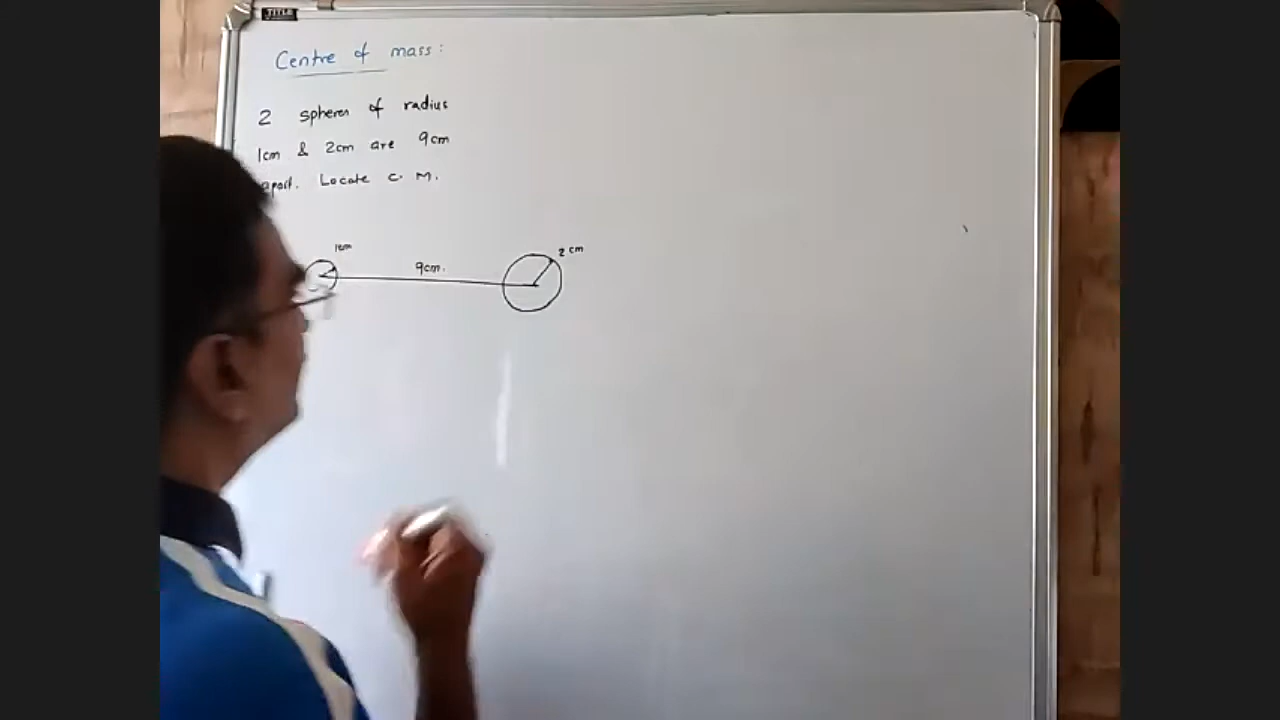 TITLE
Centre of mass:
2 spheres of radius
1cm & 2cm are 9cm
apart. Locate C. M.
1cm
2 cm
9cm.